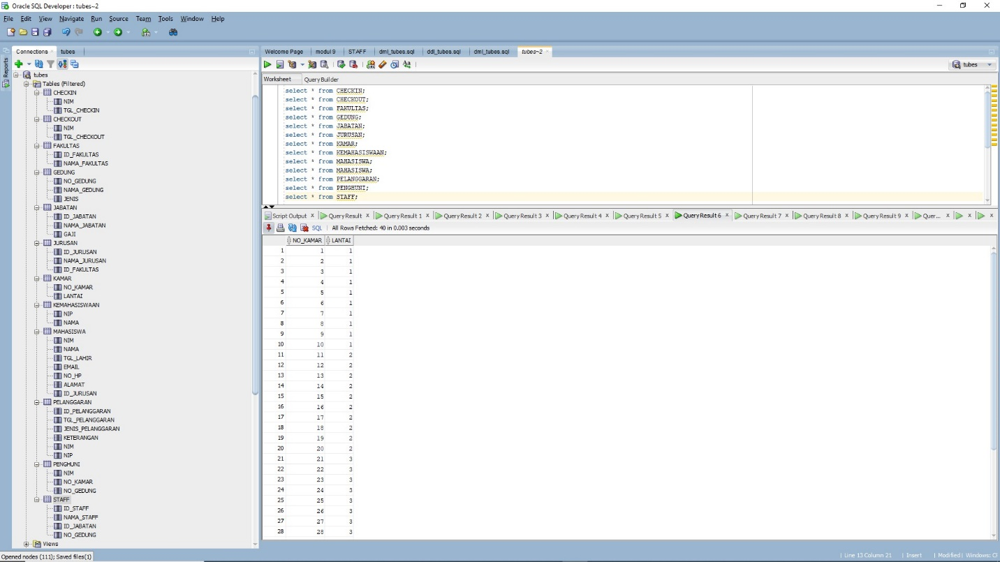 Oracle SQL Developer : tubes~2
File Edit View Navigate Run Source Team Tools Window Help
Reports
Connections
tubes
tubes
Tables (Filtered)
CHECKIN
NIM
TGL_CHECKIN
CHECKOUT
NIM
TGL_CHECKOUT
FAKULTAS
ID_FAKULTAS
NAMA_FAKULTAS
GEDUNG
NO_GEDUNG
NAMA_GEDUNG
JENIS
JABATAN
ID_JABATAN
NAMA_JABATAN
GAJI
JURUSAN
ID_JURUSAN
NAMA_JURUSAN
ID_FAKULTAS
KAMAR
NO_KAMAR
LANTAI
KEMAHASISWAAN
NIP
NAMA
MAHASISWA
NIM
NAMA
TGL_LAHIR
EMAIL
NO_HP
ALAMAT
ID_JURUSAN
PELANGGARAN
ID_PELANGGARAN
TGL_PELANGGARAN
JENIS_PELANGGARAN
KETERANGAN
NIM
NIP
PENGHUNI
NIM
NO_KAMAR
NO_GEDUNG
STAFF
ID_STAFF
NAMA_STAFF
ID_JABATAN
NO_GEDUNG
Views
Welcome Page modul 9 STAFF dml_tubes.sql ddl_tubes.sql dml_tubes.sql tubes~2
tubes
Worksheet Query Builder
select * from CHECKIN;
select * from CHECKOUT;
select * from FAKULTAS;
select * from GEDUNG;
select * from JABATAN;
select * from JURUSAN;
select * from KAMAR;
select * from KEMAHASISWAAN;
select * from MAHASISWA;
select * from MAHASISWA;
select * from PELANGGARAN;
select * from PENGHUNI;
select * from STAFF;
Script Output x Query Result x Query Result 1 x Query Result 2 x Query Result 3 x Query Result 4 x Query Result 5 x Query Result 6 x Query Result 7 x Query Result 8 x Query Result 9 x Quer... x x x
SQL All Rows Fetched: 40 in 0.003 seconds
NO_KAMAR LANTAI
1 1 1
2 2 1
3 3 1
4 4 1
5 5 1
6 6 1
7 7 1
8 8 1
9 9 1
10 10 1
11 11 2
12 12 2
13 13 2
14 14 2
15 15 2
16 16 2
17 17 2
18 18 2
19 19 2
20 20 2
21 21 3
22 22 3
23 23 3
24 24 3
25 25 3
26 26 3
27 27 3
28 28 3
Opened nodes (111); Saved files(1)
Line 13 Column 21 | Insert | Modified | Windows: Cl